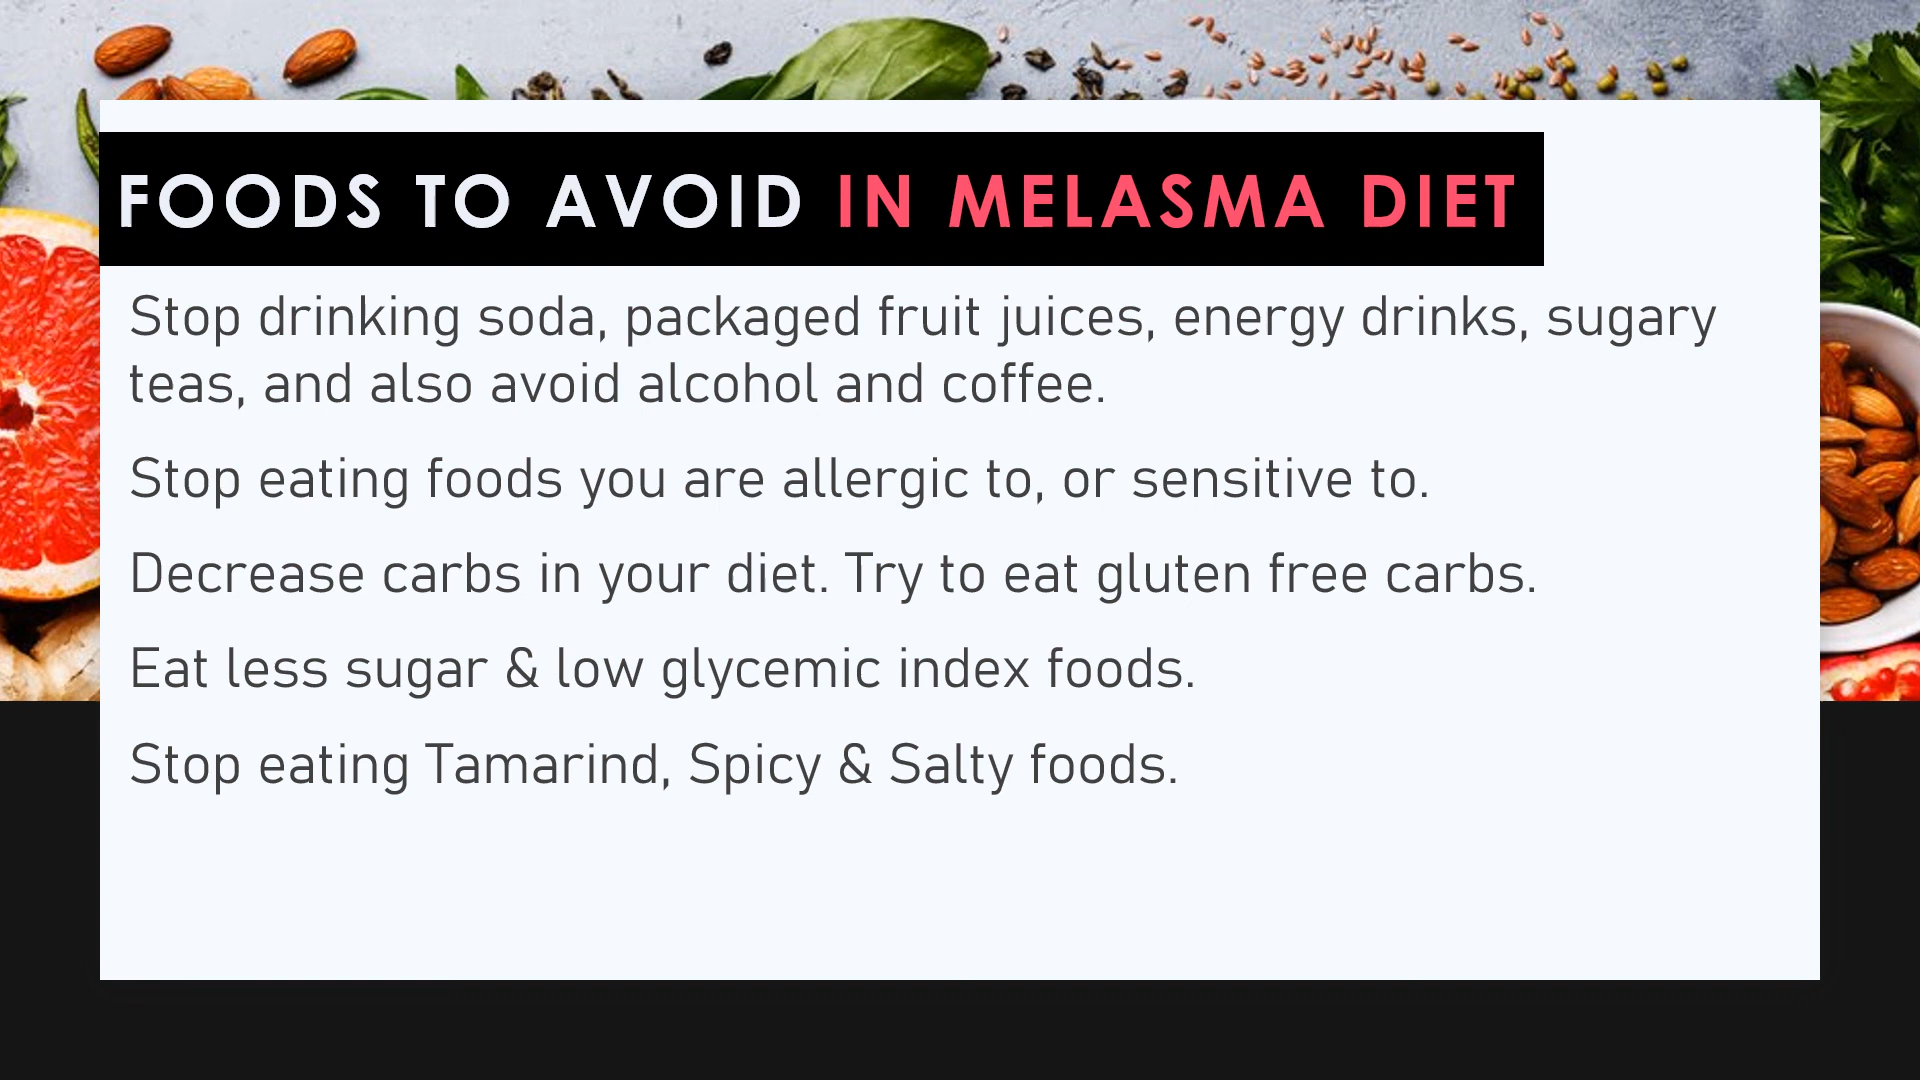 FOODS TO AVOID IN MELASMA DIET
Stop drinking soda, packaged fruit juices, energy drinks, sugary
teas, and also avoid alcohol and coffee.
Stop eating foods you are allergic to, or sensitive to.
Decrease carbs in your diet. Try to eat gluten free carbs.
Eat less sugar & low glycemic index foods.
Stop eating Tamarind, Spicy & Salty foods.